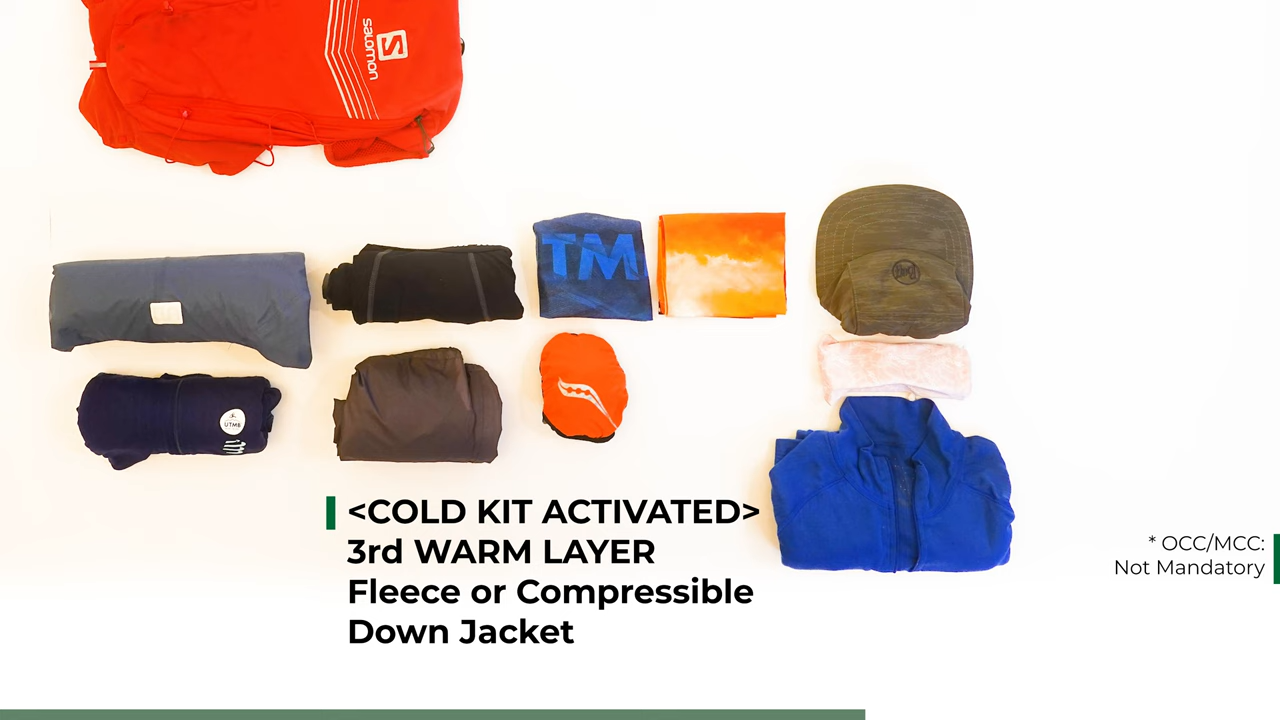 salomon
S
TM
UTMB
<COLD KIT ACTIVATED>
3rd WARM LAYER
Fleece or Compressible
Down Jacket
* OCC/MCC:
Not Mandatory